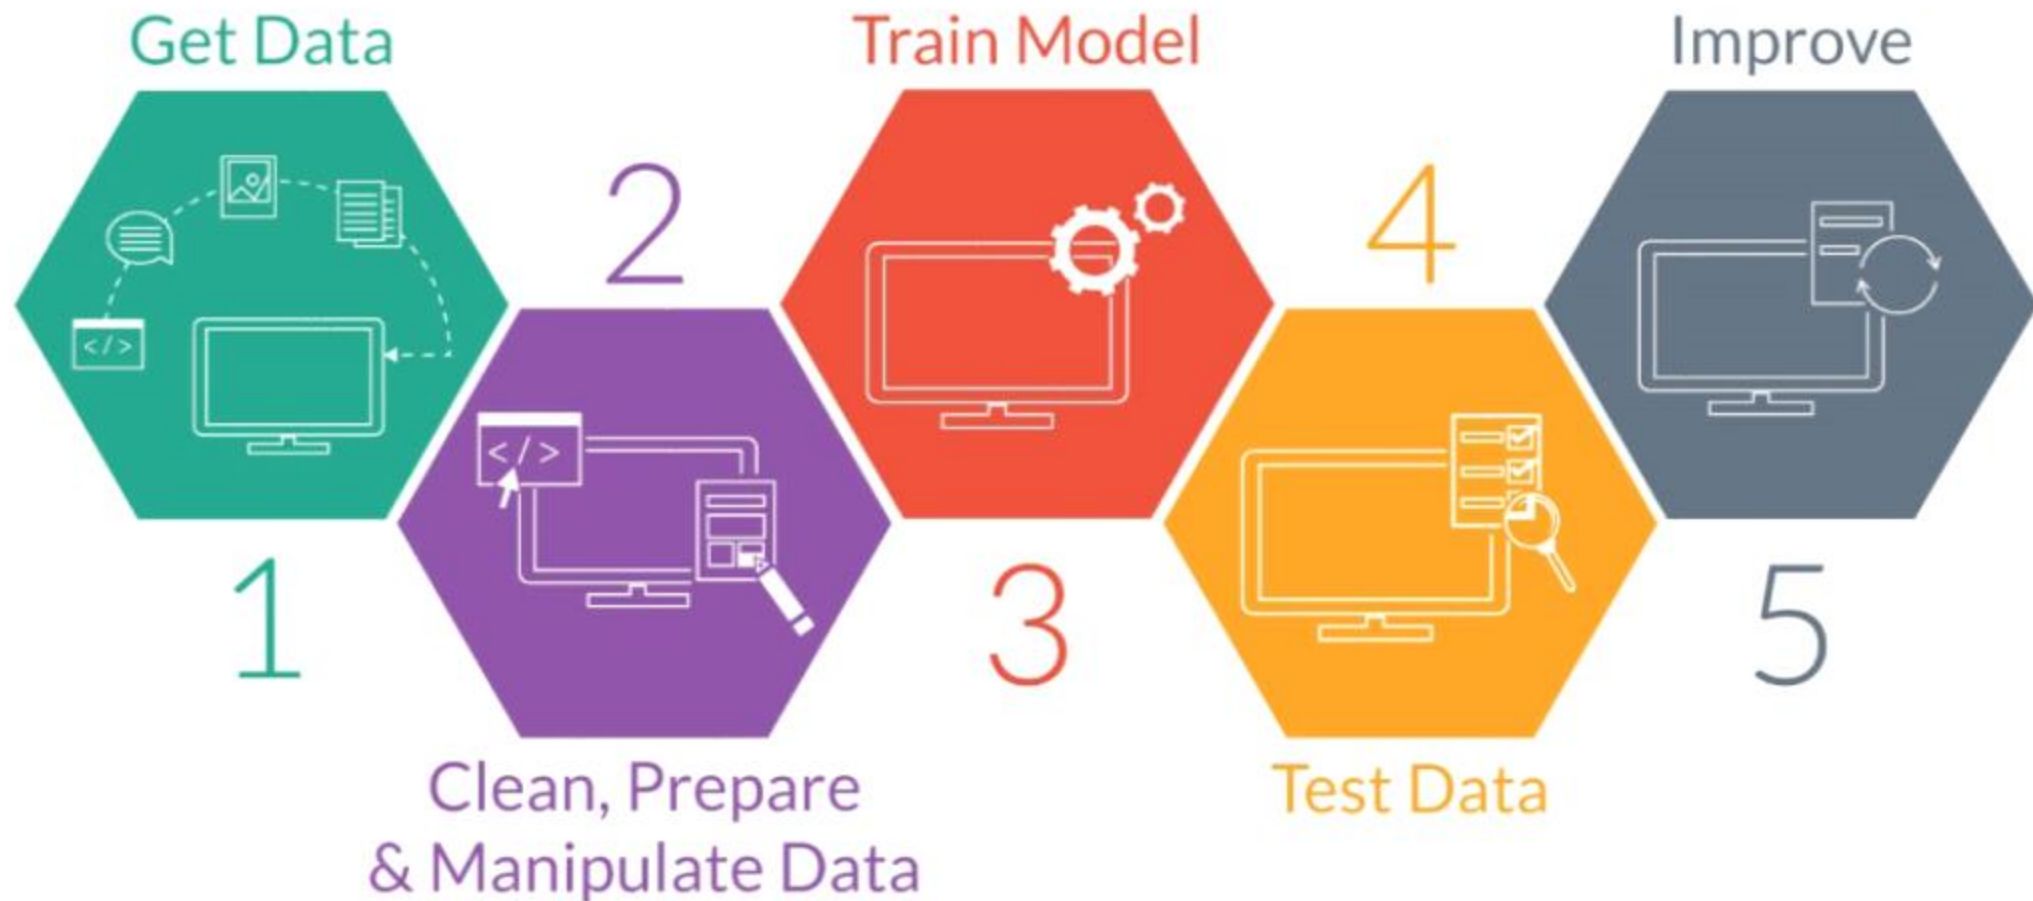 Get Data
1
2
Clean, Prepare
& Manipulate Data
Train Model
3
4
Test Data
Improve
5
</>
</>